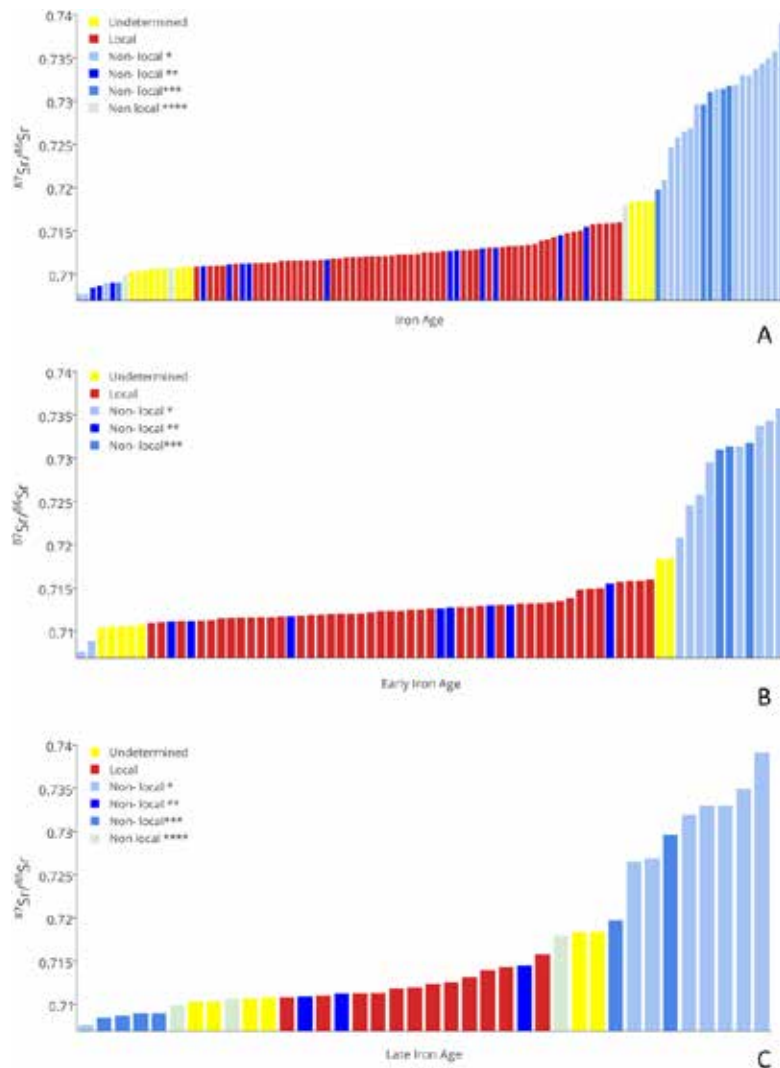 0.74
0.735
0.73
0.725
0.72
0.715
0.71
⁸⁷Sr/⁸⁶Sr
Undetermined
Local
Non- local *
Non- local **
Non- local***
Non local ****
Iron Age
A
0.74
0.735
0.73
0.725
0.72
0.715
0.71
⁸⁷Sr/⁸⁶Sr
Undetermined
Local
Non- local *
Non- local **
Non- local***
Early Iron Age
B
0.74
0.735
0.73
0.725
0.72
0.715
0.71
⁸⁷Sr/⁸⁶Sr
Undetermined
Local
Non- local *
Non- local **
Non- local***
Non local ****
Late Iron Age
C